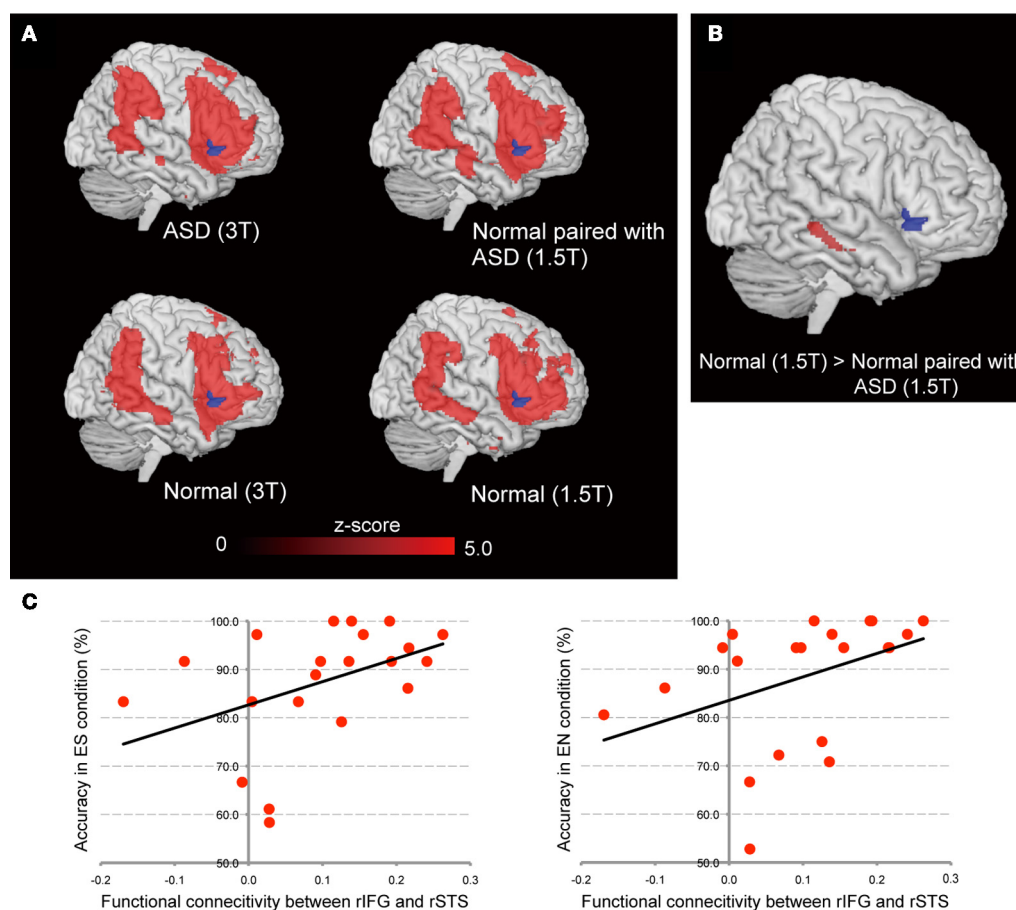 A
ASD (3T)
Normal paired with
ASD (1.5T)
Normal (3T)
Normal (1.5T)
z-score
0
5.0
B
Normal (1.5T) > Normal paired with
ASD (1.5T)
C
Accuracy in ES condition (%)
100.0
90.0
80.0
70.0
60.0
50.0
-0.2
-0.1
0.0
0.1
0.2
0.3
Functional connecitivity between rIFG and rSTS
Accuracy in EN condition (%)
100.0
90.0
80.0
70.0
60.0
50.0
-0.2
-0.1
0.0
0.1
0.2
0.3
Functional connecitivity between rIFG and rSTS